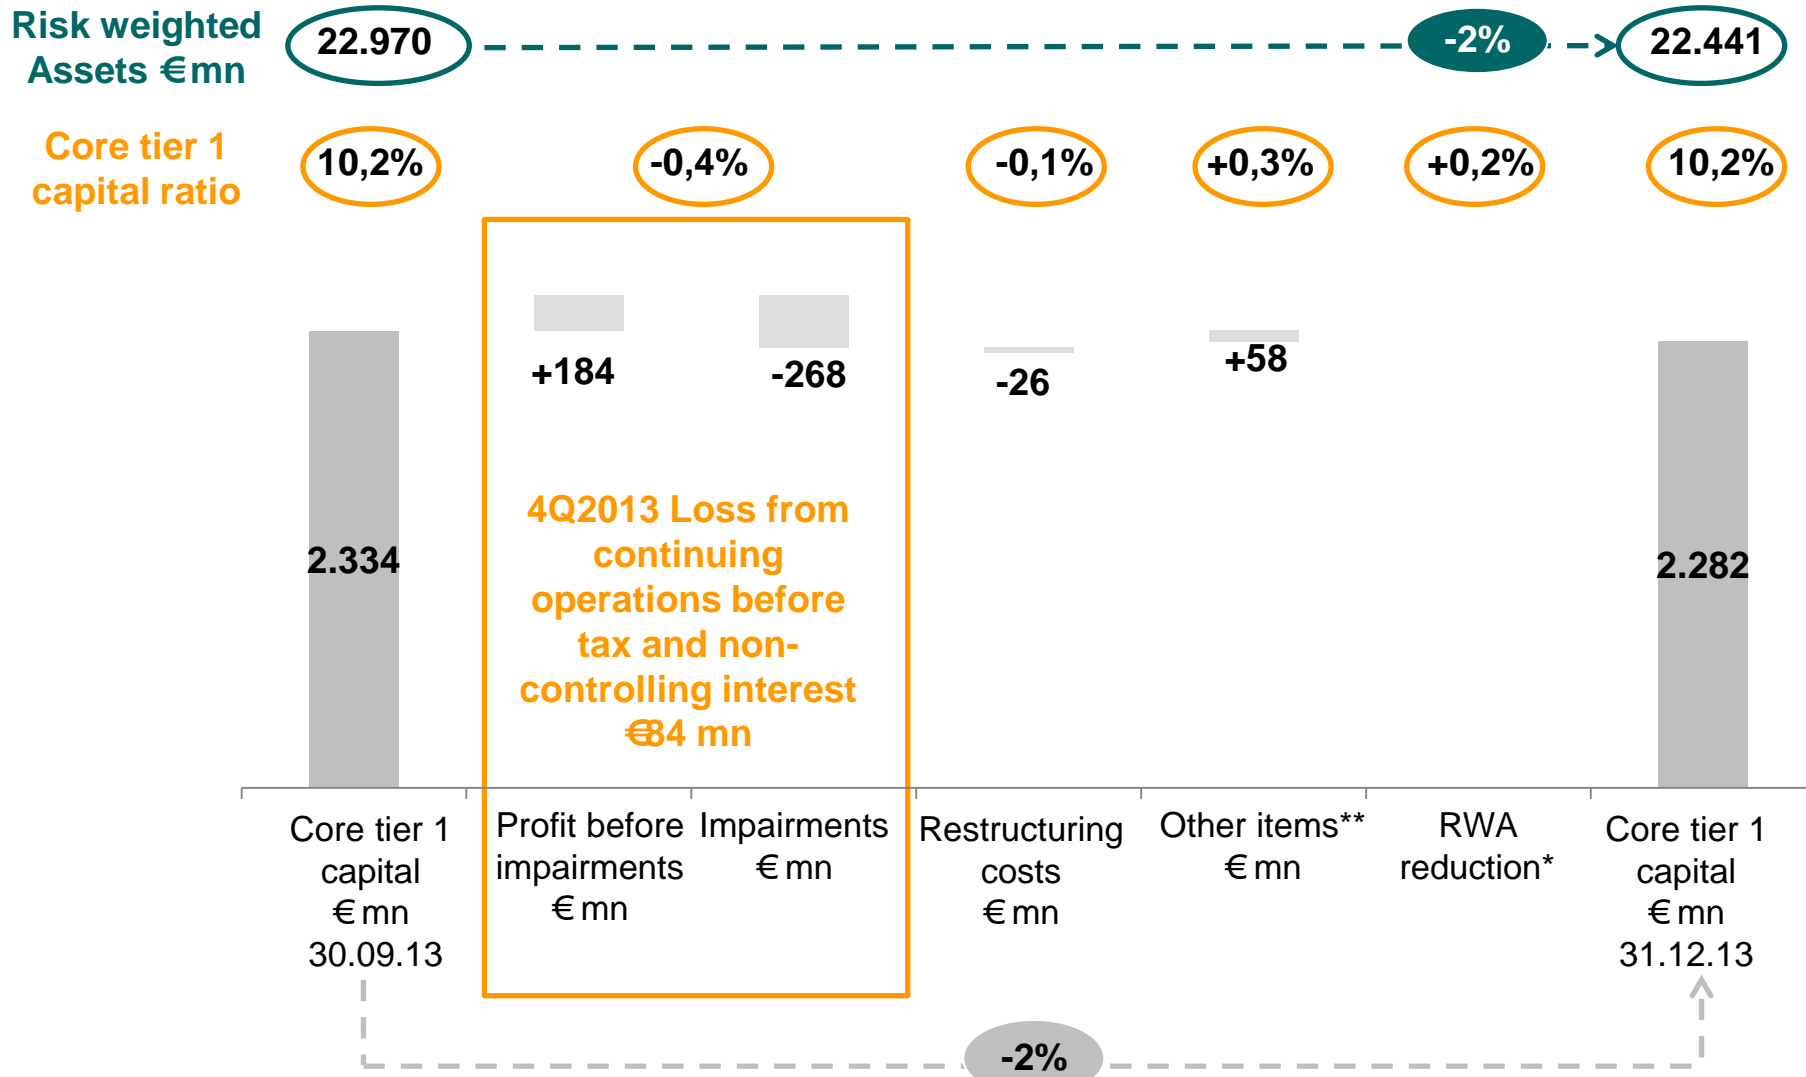 Risk weighted
Assets € mn
22.970
-2%
22.441
Core tier 1
capital ratio
10,2%
-0,4%
-0,1%
+0,3%
+0,2%
10,2%
+184
-268
-26
+58
2.334
2.282
4Q2013 Loss from
continuing
operations before
tax and non-
controlling interest
€84 mn
Core tier 1
capital
€ mn
30.09.13
Profit before
impairments
€ mn
Impairments
€ mn
Restructuring
costs
€ mn
Other items**
€ mn
RWA
reduction*
Core tier 1
capital
€ mn
31.12.13
-2%